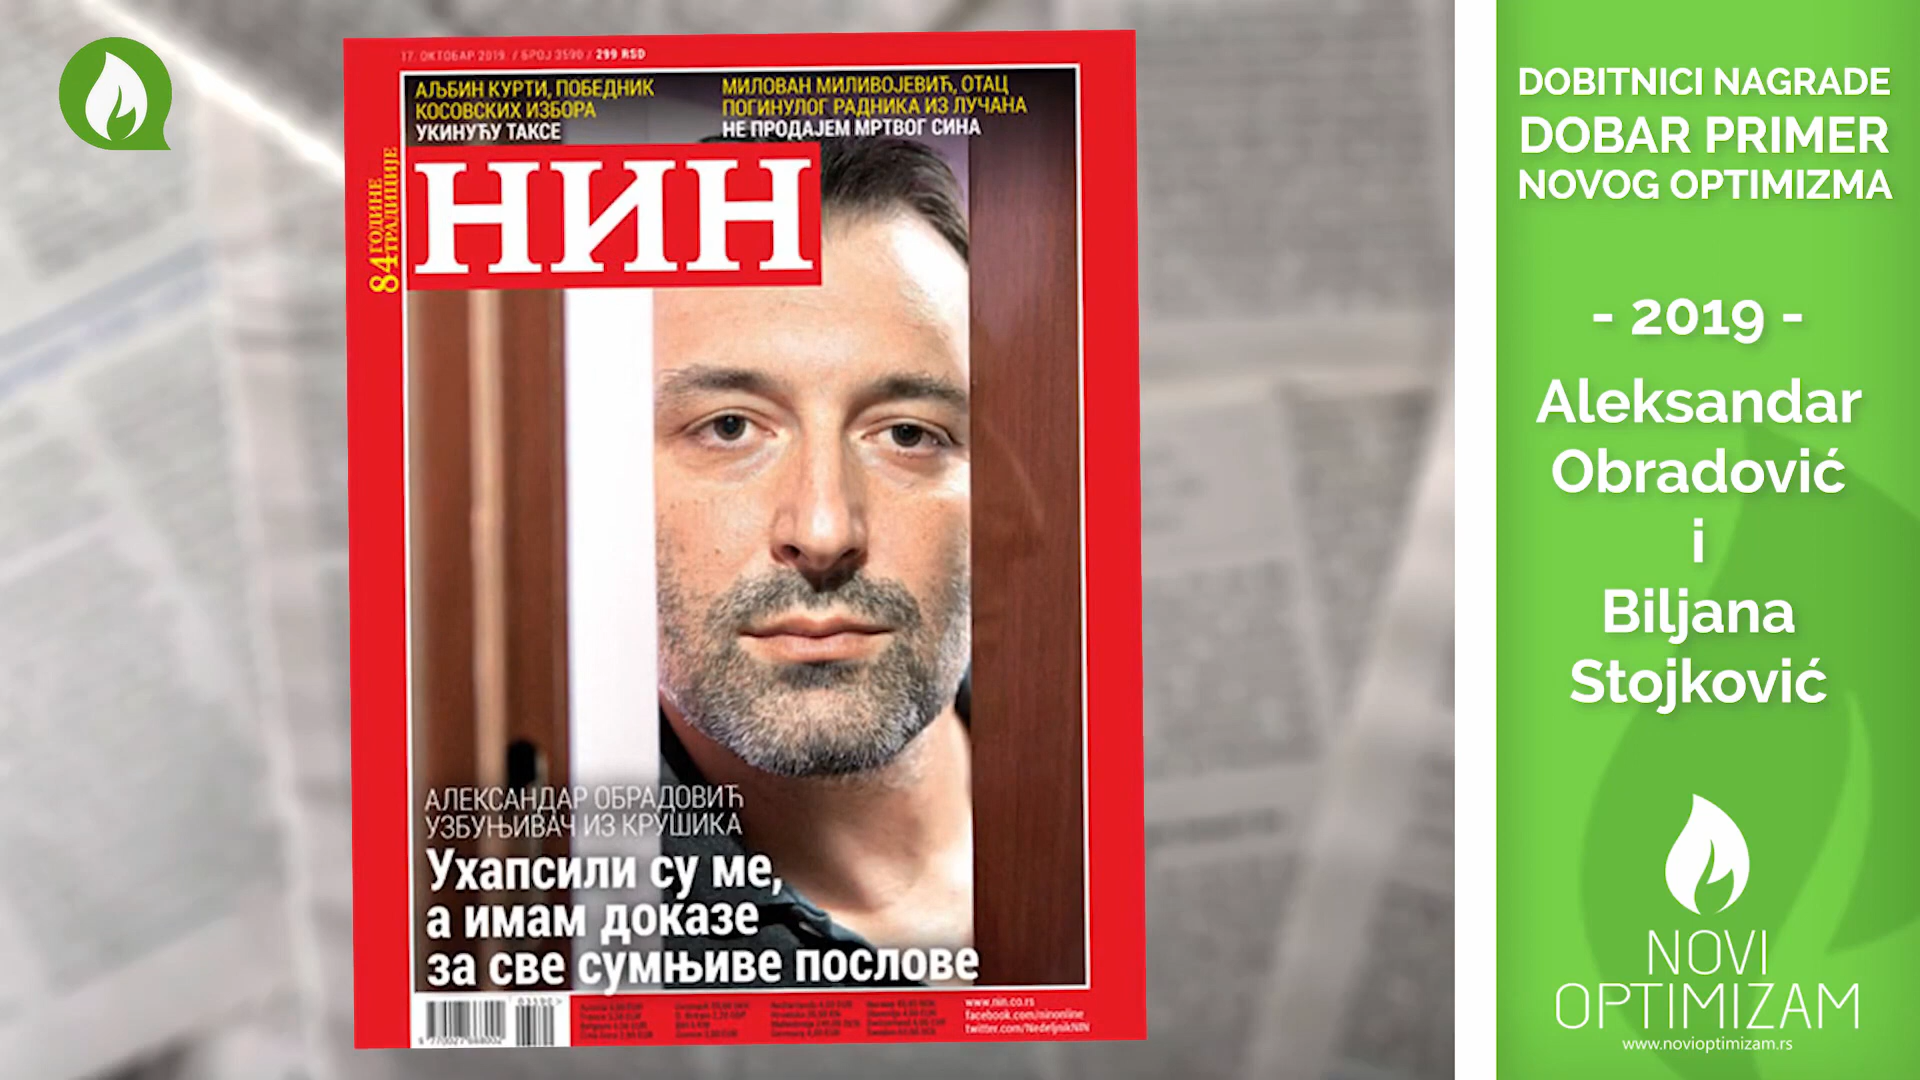 17. ОКТОБАР 2019. / БРОЈ 3590 / 299 RSD
АЉБИН КУРТИ, ПОБЕДНИК
КОСОВСКИХ ИЗБОРА
УКИНУЋУ ТАКСЕ
МИЛОВАН МИЛИВОЈЕВИЋ, ОТАЦ
ПОГИНУЛОГ РАДНИКА ИЗ ЛУЧАНА
НЕ ПРОДАЈЕМ МРТВОГ СИНА
84 ГОДИНЕ
ТРАДИЦИЈЕ
НИН
АЛЕКСАНДАР ОБРАДОВИЋ
УЗБУЊИВАЧ ИЗ КРУШИКА
Ухапсили су ме,
а имам доказе
за све сумњиве послове
www.nin.co.rs
facebook.com/ninonline
twitter.com/NedeljnikNIN
DOBITNICI NAGRADE
DOBAR PRIMER
NOVOG OPTIMIZMA
- 2019 -
Aleksandar
Obradović
i
Biljana
Stojković
NOVI
OPTIMIZAM
www.novioptimizam.rs